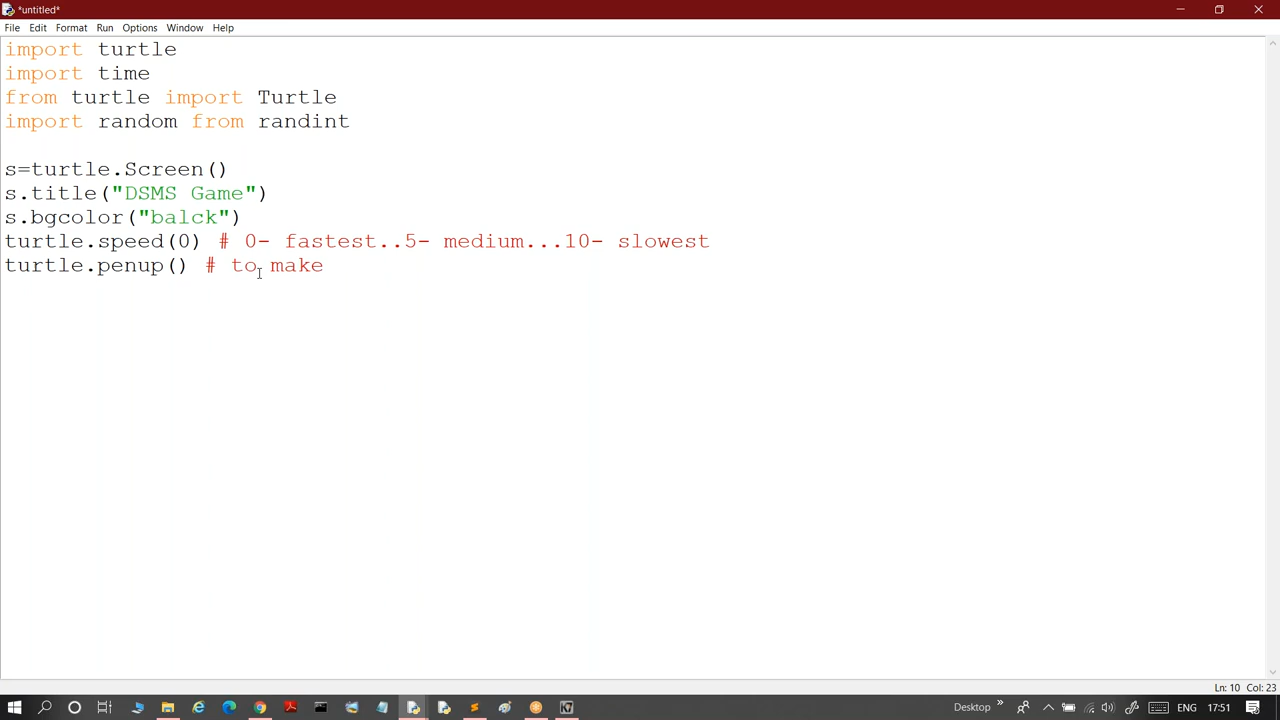 *untitled*
File Edit Format Run Options Window Help
import turtle
import time
from turtle import Turtle
import random from randint
s=turtle.Screen()
s.title("DSMS Game")
s.bgcolor("balck")
turtle.speed(0) # 0- fastest..5- medium...10- slowest
turtle.penup() # to make
Ln: 10 Col: 23
Desktop ENG 17:51